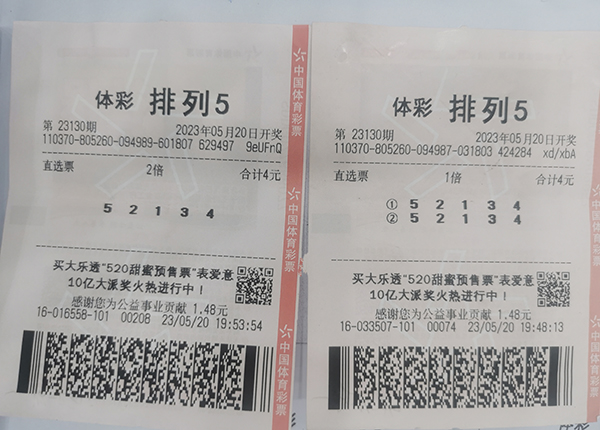 体彩 排列5
第 23130期 2023年05月20日开奖
110370-805260-094989-601807 629497 9eUFnQ
直选票 2倍 合计4元
5 2 1 3 4
买大乐透"520甜蜜预售票"表爱意
10亿大派奖火热进行中！
感谢您为公益事业贡献 1.48元
16-016558-101 00208 23/05/20 19:53:54
中国体育彩票
中国体育彩票
中国体育彩票
体彩 排列5
第 23130期 2023年05月20日开奖
110370-805260-094987-031803 424284 xd/xbA
直选票 1倍 合计4元
① 5 2 1 3 4
② 5 2 1 3 4
买大乐透"520甜蜜预售票"表爱意
10亿大派奖火热进行中！
感谢您为公益事业贡献 1.48元
16-033507-101 00074 23/05/20 19:48:13